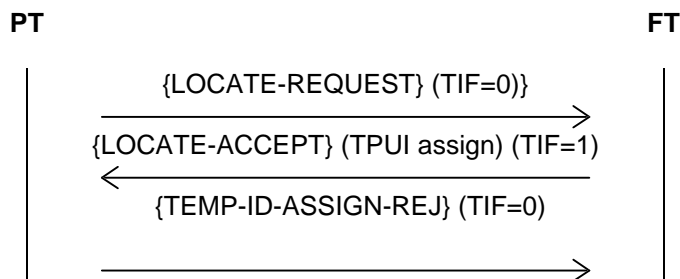 PT FT
{LOCATE-REQUEST} (TIF=0)}
{LOCATE-ACCEPT} (TPUI assign) (TIF=1)
{TEMP-ID-ASSIGN-REJ} (TIF=0)